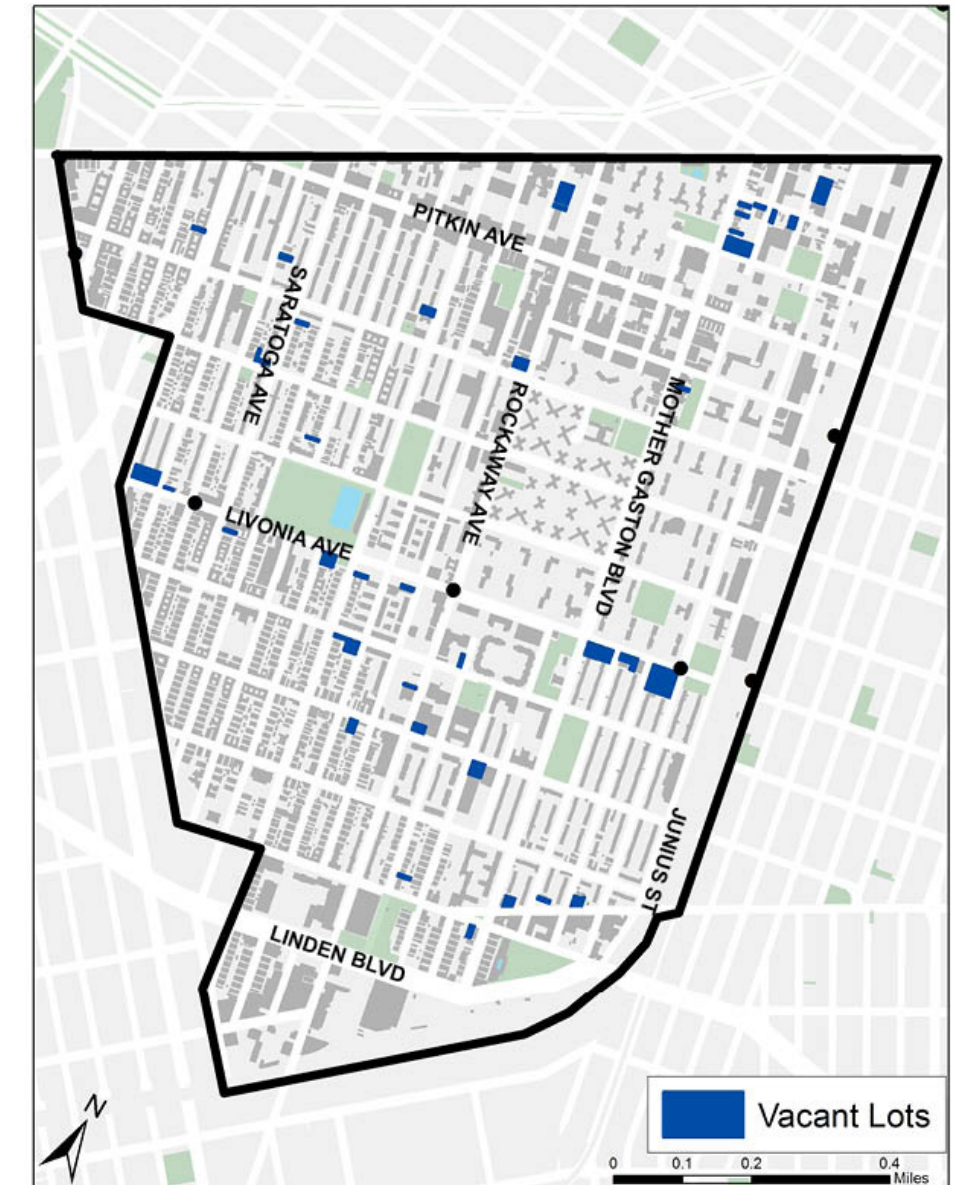 PITKIN AVE
SARATOGA AVE
ROCKAWAY AVE
MOTHER GASTON BLVD
LIVONIA AVE
JUNIUS ST
LINDEN BLVD
N
Vacant Lots
0 0.1 0.2 0.4
Miles